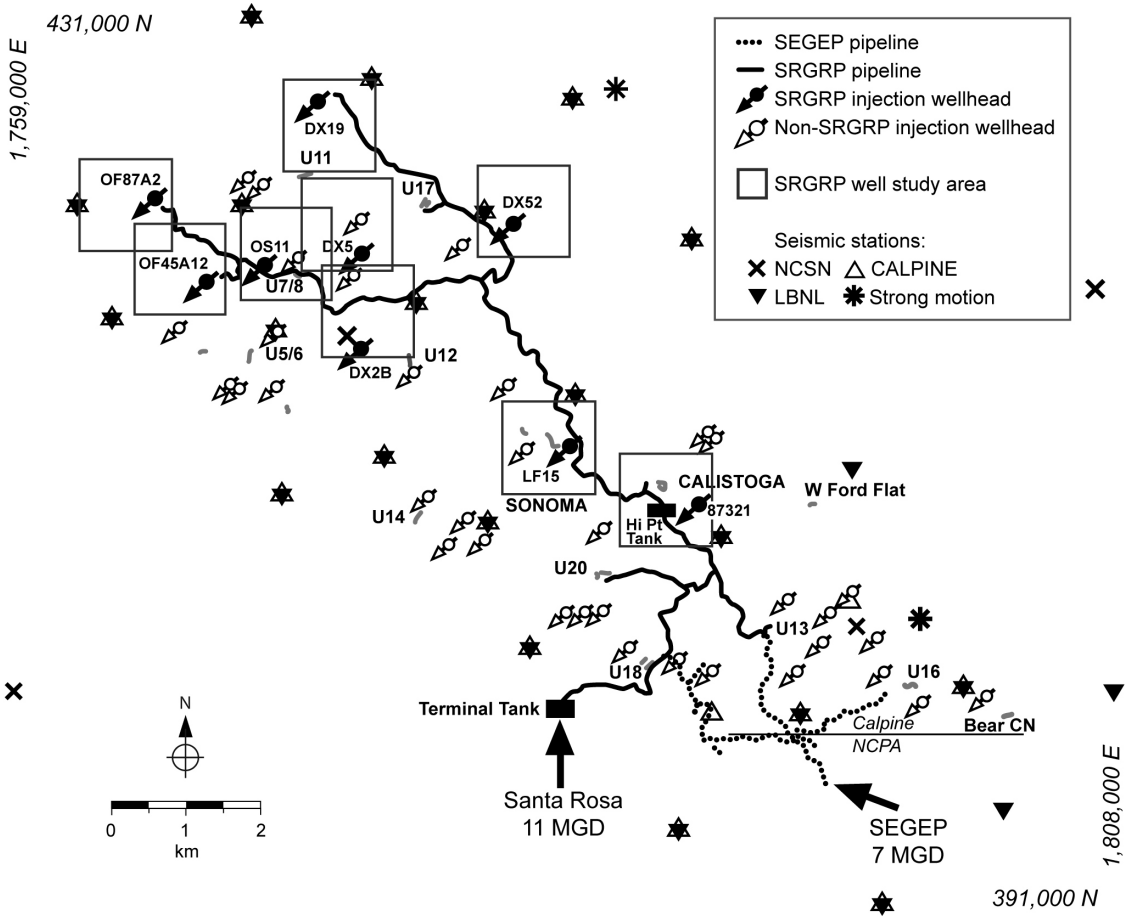 431,000 N
1,759,000 E
SEGEP pipeline
SRGRP pipeline
SRGRP injection wellhead
Non-SRGRP injection wellhead
SRGRP well study area
Seismic stations:
NCSN
CALPINE
LBNL
Strong motion
DX19
U11
OF87A2
U17
DX52
OF45A12
OS11
DX5
U7/8
U5/6
U12
DX2B
LF15
SONOMA
CALISTOGA
87321
Hi Pt
Tank
W Ford Flat
U14
U20
U13
U18
U16
Terminal Tank
Bear CN
Calpine
NCPA
N
Santa Rosa
11 MGD
SEGEP
7 MGD
0 1 2
km
1,808,000 E
391,000 N